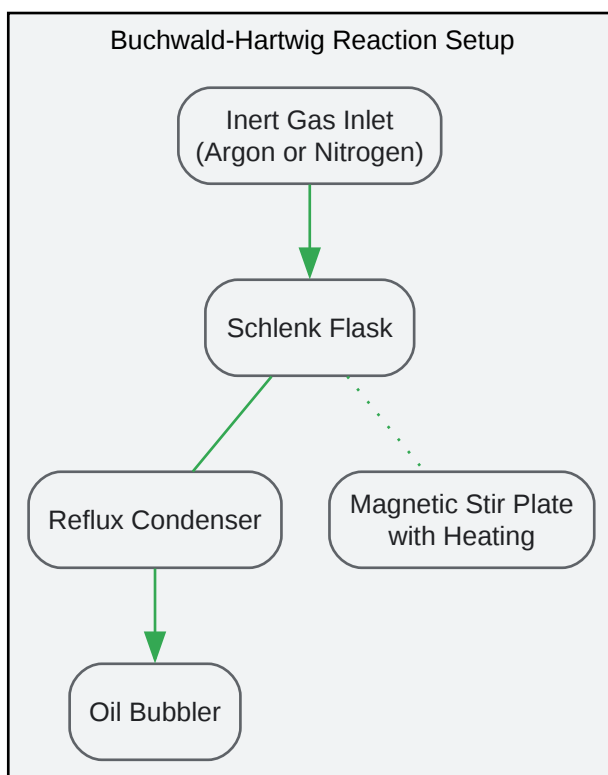 Buchwald-Hartwig Reaction Setup
Inert Gas Inlet
(Argon or Nitrogen)
Schlenk Flask
Reflux Condenser
Magnetic Stir Plate
with Heating
Oil Bubbler